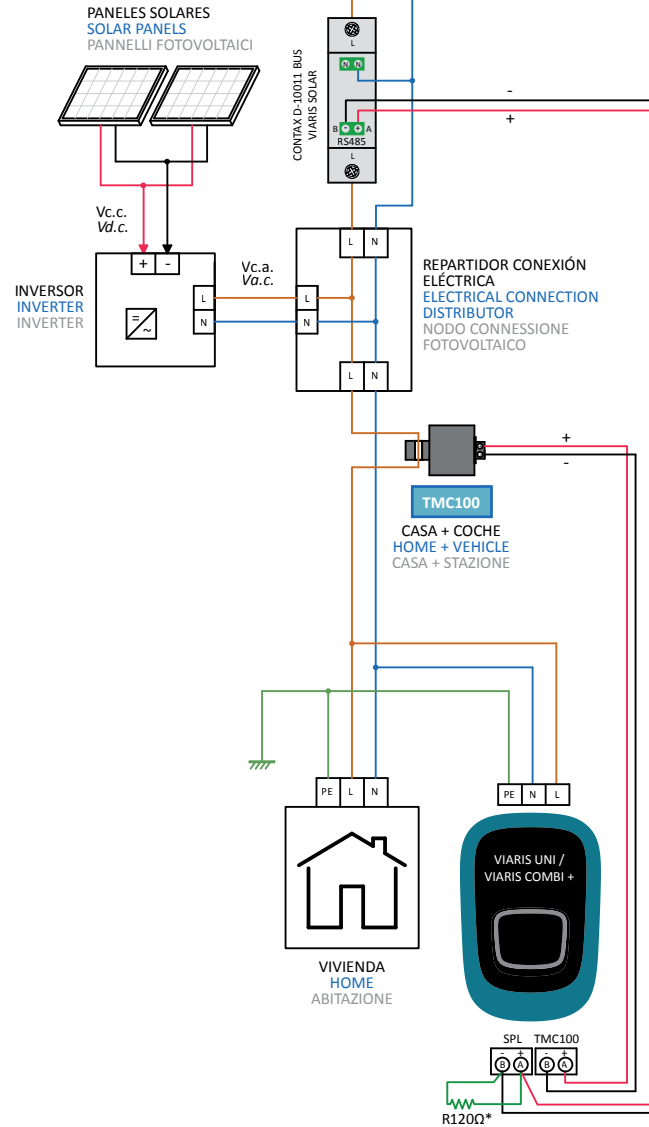 PANELES SOLARES
SOLAR PANELS
PANNELLI FOTOVOLTAICI
CONTAX D-10011 BUS
VIARIS SOLAR
L
N N
B - + A
RS485
L
-
+
Vc.c.
Vd.c.
+ -
INVERSOR
INVERTER
INVERTER
=
~
L
N
Vc.a.
Va.c.
L N
L
N
L N
REPARTIDOR CONEXIÓN
ELÉCTRICA
ELECTRICAL CONNECTION
DISTRIBUTOR
NODO CONNESSIONE
FOTOVOLTAICO
+
-
TMC100
CASA + COCHE
HOME + VEHICLE
CASA + STAZIONE
PE L N
PE N L
VIARIS UNI /
VIARIS COMBI +
VIVIENDA
HOME
ABITAZIONE
SPL TMC100
- + - +
B A B A
R120Ω*